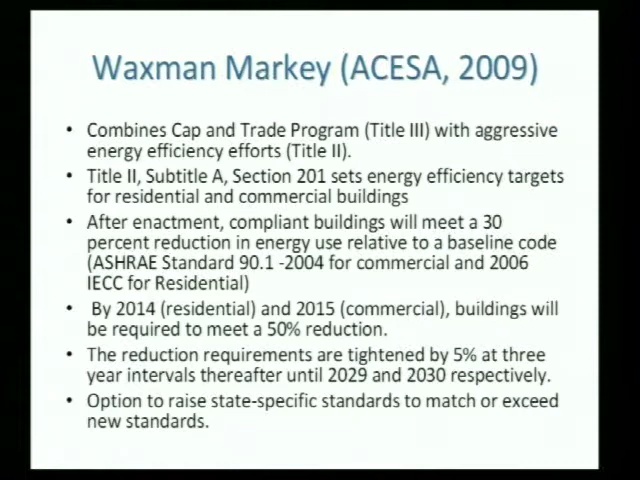 Waxman Markey (ACESA, 2009)
• Combines Cap and Trade Program (Title III) with aggressive
energy efficiency efforts (Title II).
• Title II, Subtitle A, Section 201 sets energy efficiency targets
for residential and commercial buildings
• After enactment, compliant buildings will meet a 30
percent reduction in energy use relative to a baseline code
(ASHRAE Standard 90.1 -2004 for commercial and 2006
IECC for Residential)
• By 2014 (residential) and 2015 (commercial), buildings will
be required to meet a 50% reduction.
• The reduction requirements are tightened by 5% at three
year intervals thereafter until 2029 and 2030 respectively.
• Option to raise state-specific standards to match or exceed
new standards.